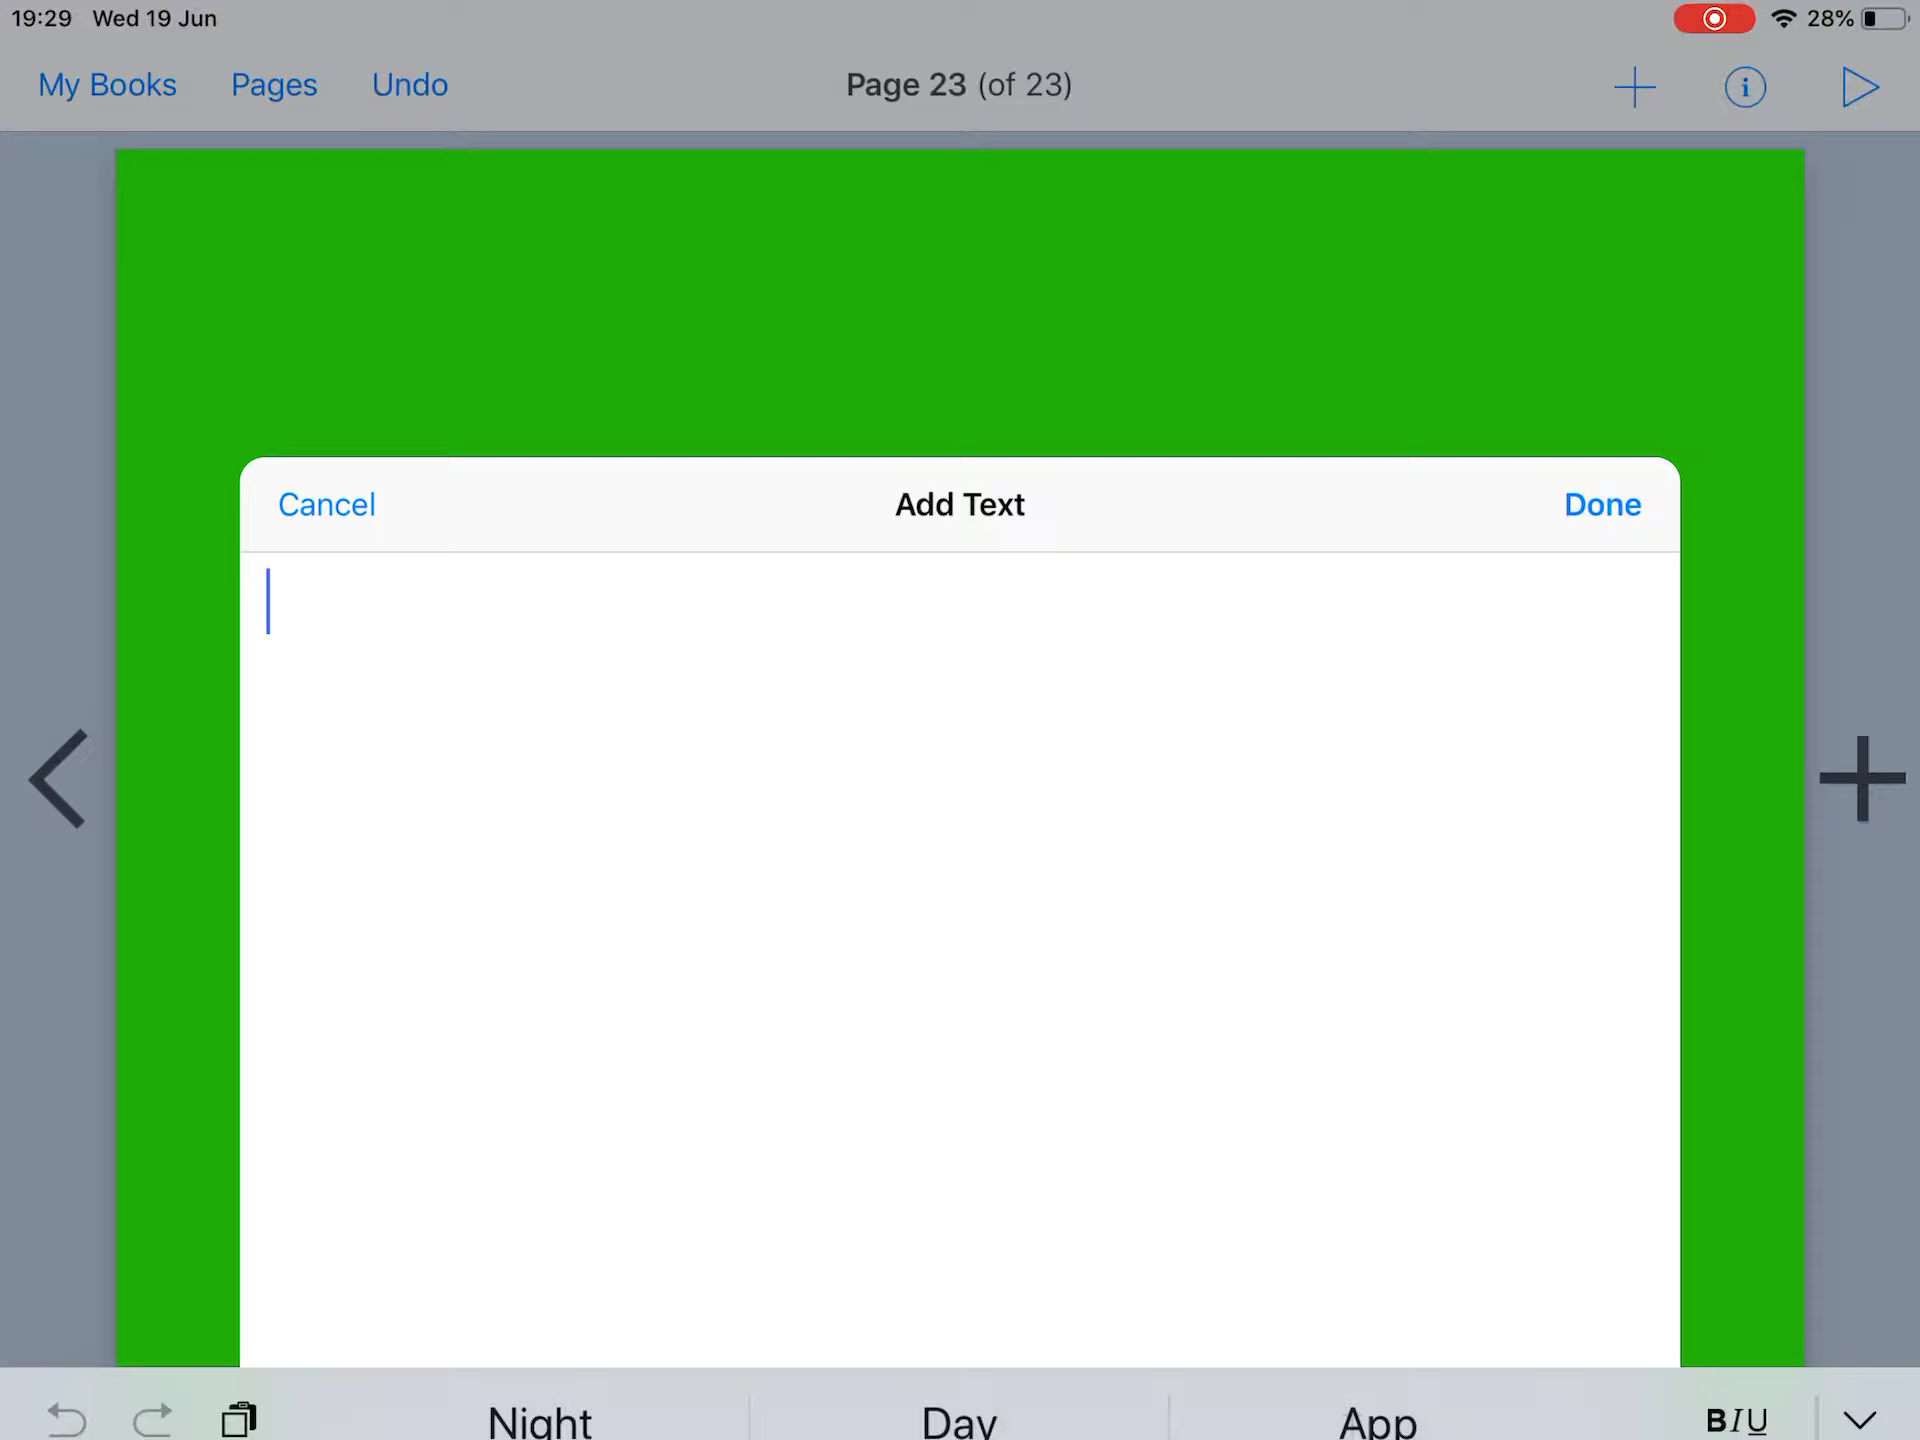 19:29 Wed 19 Jun 28%
My Books Pages Undo Page 23 (of 23)
Cancel Add Text Done
Night Day App BIU